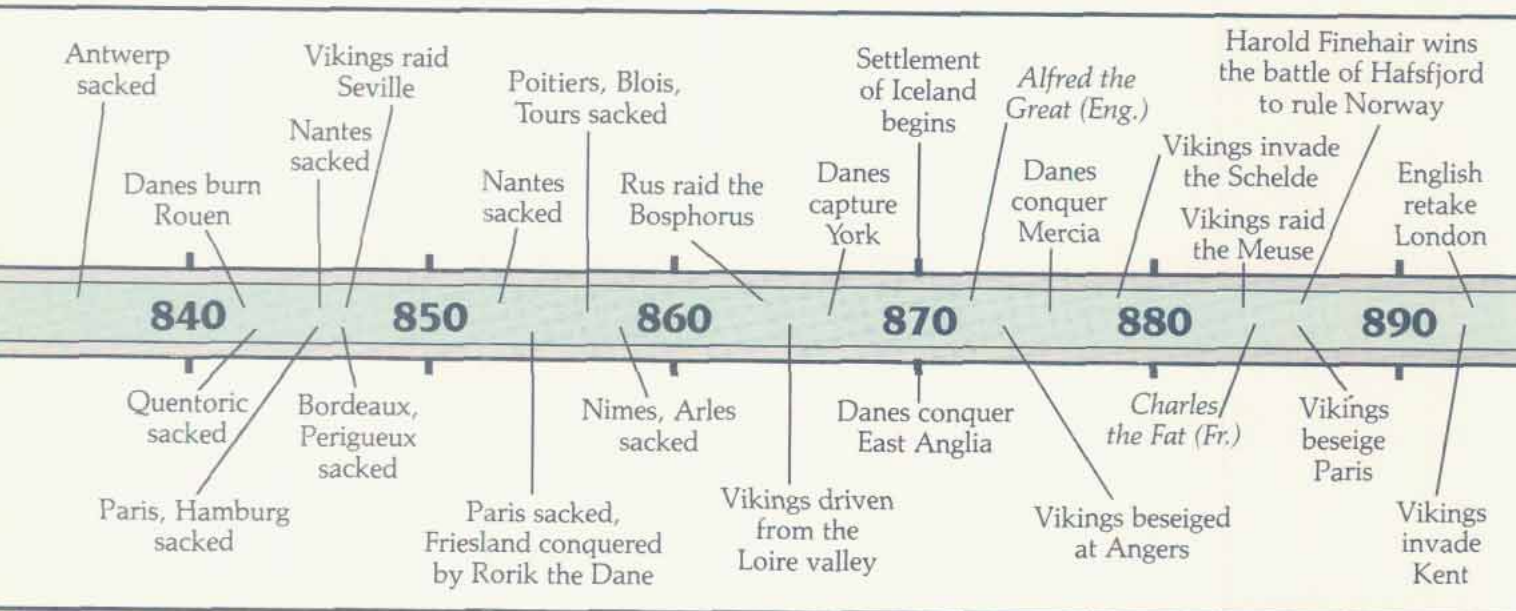 Antwerp
sacked
Danes burn
Rouen
Nantes
sacked
Vikings raid
Seville
Nantes
sacked
Poitiers, Blois,
Tours sacked
Rus raid the
Bosphorus
Danes
capture
York
Settlement
of Iceland
begins
Alfred the
Great (Eng.)
Danes
conquer
Mercia
Vikings invade
the Schelde
Vikings raid
the Meuse
Harold Finehair wins
the battle of Hafsfjord
to rule Norway
English
retake
London
840 850 860 870 880 890
Quentoric
sacked
Paris, Hamburg
sacked
Bordeaux,
Perigueux
sacked
Paris sacked,
Friesland conquered
by Rorik the Dane
Nimes, Arles
sacked
Vikings driven
from the
Loire valley
Danes conquer
East Anglia
Vikings beseiged
at Angers
Charles
the Fat (Fr.)
Vikings
beseige
Paris
Vikings
invade
Kent